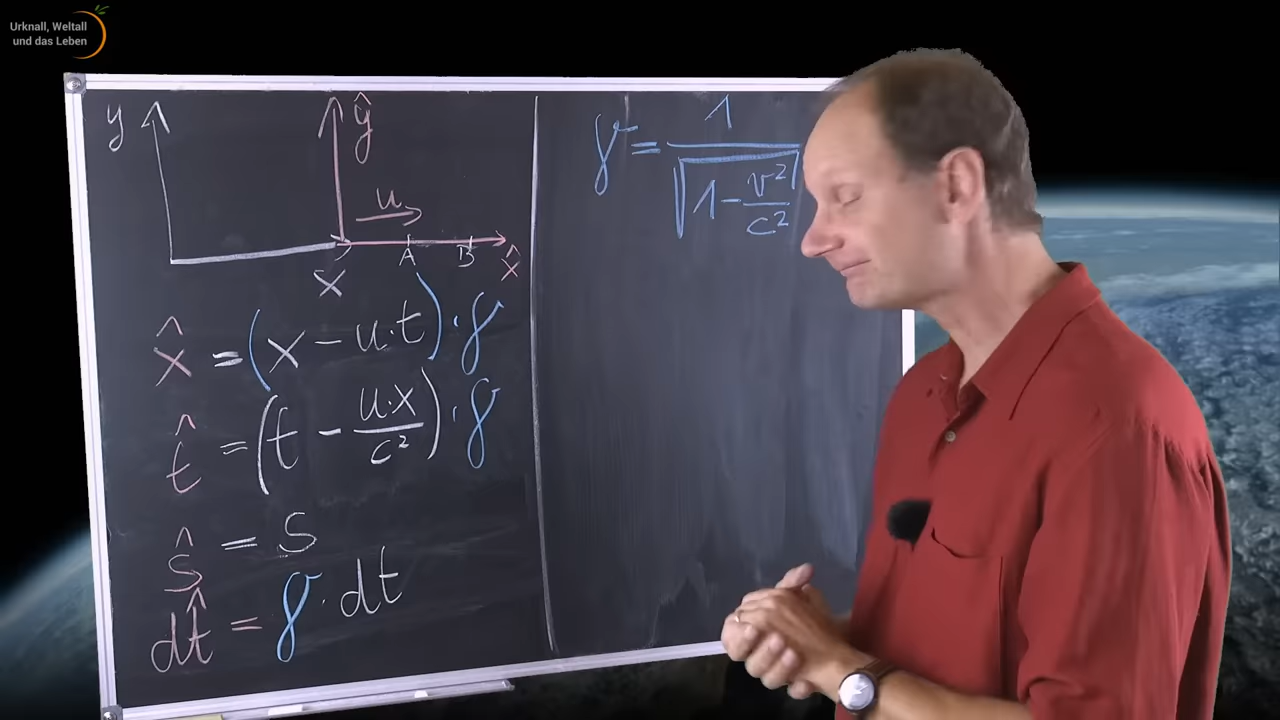 Urknall, Weltall
und das Leben
y ŷ
u
x A B x̂
x̂ = (x - u·t)·γ
t̂ = (t - u·x/c²)·γ
ŝ = s
dt̂ = γ·dt
γ = 1/√(1 - v²/c²)